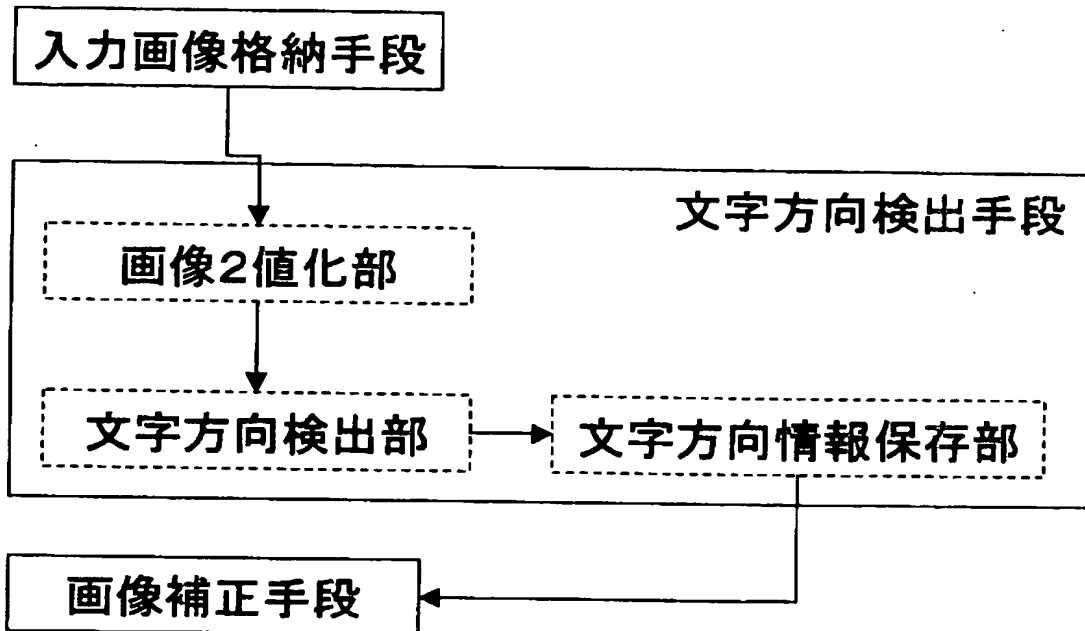 入力画像格納手段
文字方向検出手段
画像2値化部
文字方向検出部
文字方向情報保存部
画像補正手段